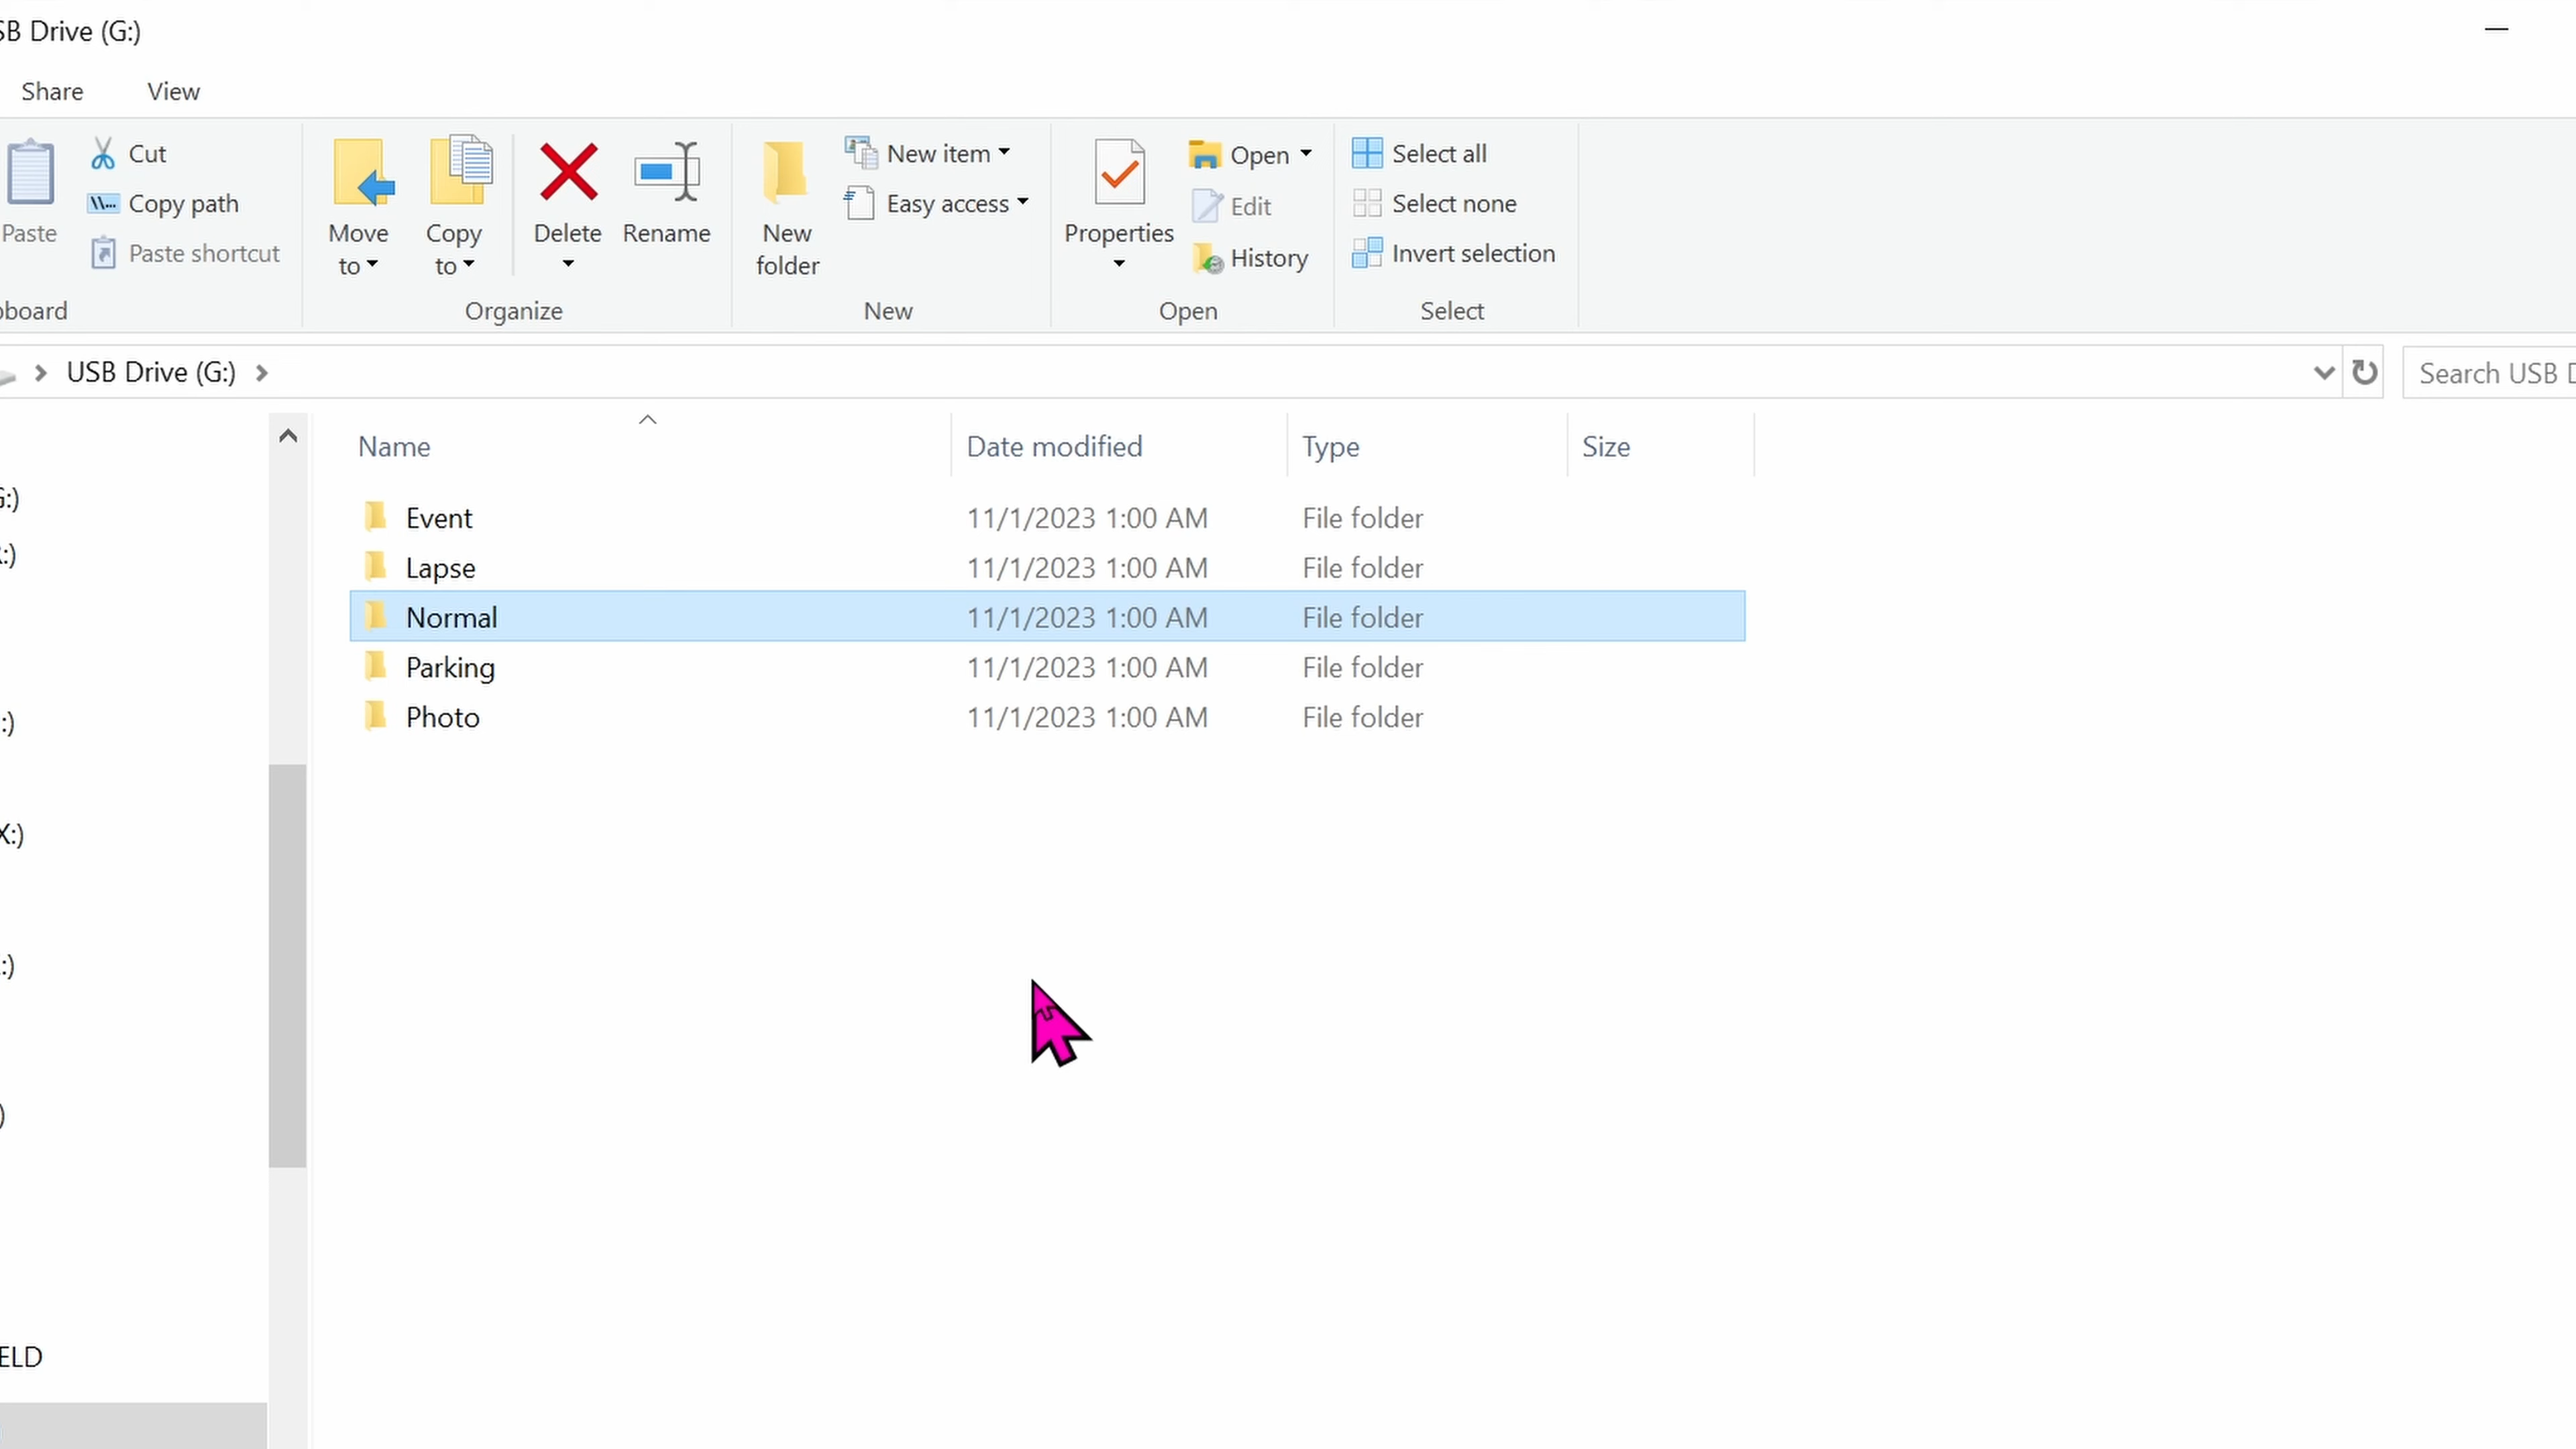 SB Drive (G:)
Share View
Paste
Cut
Copy path
Paste shortcut
Move to
Copy to
Delete
Rename
New folder
New item
Easy access
Properties
Open
Edit
History
Select all
Select none
Invert selection
board
Organize
New
Open
Select
USB Drive (G:)
Search USB D
G:)
:)
:)
X:)
:)
)
ELD
Name Date modified Type Size
Event 11/1/2023 1:00 AM File folder
Lapse 11/1/2023 1:00 AM File folder
Normal 11/1/2023 1:00 AM File folder
Parking 11/1/2023 1:00 AM File folder
Photo 11/1/2023 1:00 AM File folder